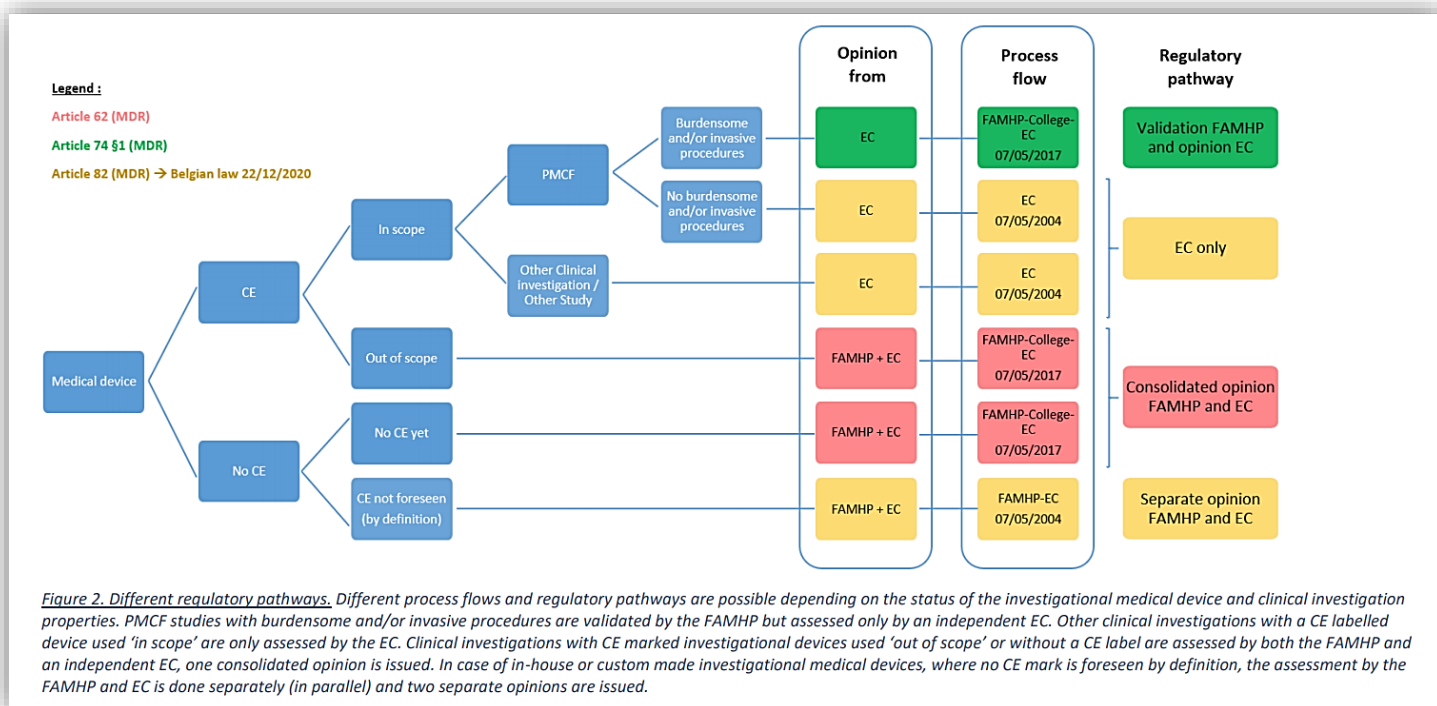 Legend :
Article 62 (MDR)
Article 74 §1 (MDR)
Article 82 (MDR) → Belgian law 22/12/2020
Opinion
from
Process
flow
Regulatory
pathway
Medical device
CE
No CE
In scope
Out of scope
No CE yet
CE not foreseen
(by definition)
PMCF
Other Clinical
investigation /
Other Study
Burdensome
and/or invasive
procedures
No burdensome
and/or invasive
procedures
EC
FAMHP-College-
EC
07/05/2017
Validation FAMHP
and opinion EC
EC
EC
07/05/2004
EC
EC
07/05/2004
EC only
FAMHP + EC
FAMHP-College-
EC
07/05/2017
FAMHP + EC
FAMHP-College-
EC
07/05/2017
Consolidated opinion
FAMHP and EC
FAMHP + EC
FAMHP-EC
07/05/2004
Separate opinion
FAMHP and EC
Figure 2. Different regulatory pathways. Different process flows and regulatory pathways are possible depending on the status of the investigational medical device and clinical investigation
properties. PMCF studies with burdensome and/or invasive procedures are validated by the FAMHP but assessed only by an independent EC. Other clinical investigations with a CE labelled
device used ‘in scope’ are only assessed by the EC. Clinical investigations with CE marked investigational devices used ‘out of scope’ or without a CE label are assessed by both the FAMHP and
an independent EC, one consolidated opinion is issued. In case of in-house or custom made investigational medical devices, where no CE mark is foreseen by definition, the assessment by the
FAMHP and EC is done separately (in parallel) and two separate opinions are issued.